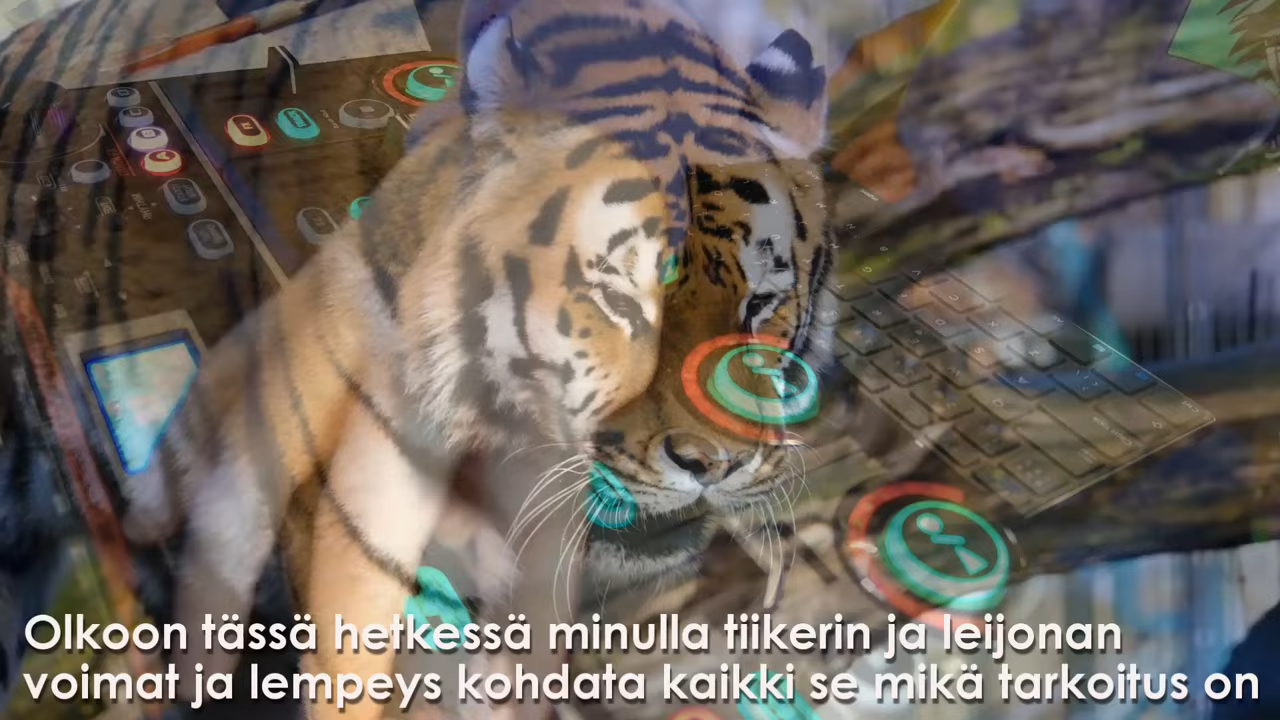 Olkoon tässä hetkessä minulla tiikerin ja leijonan
voimat ja lempeys kohdata kaikki se mikä tarkoitus on